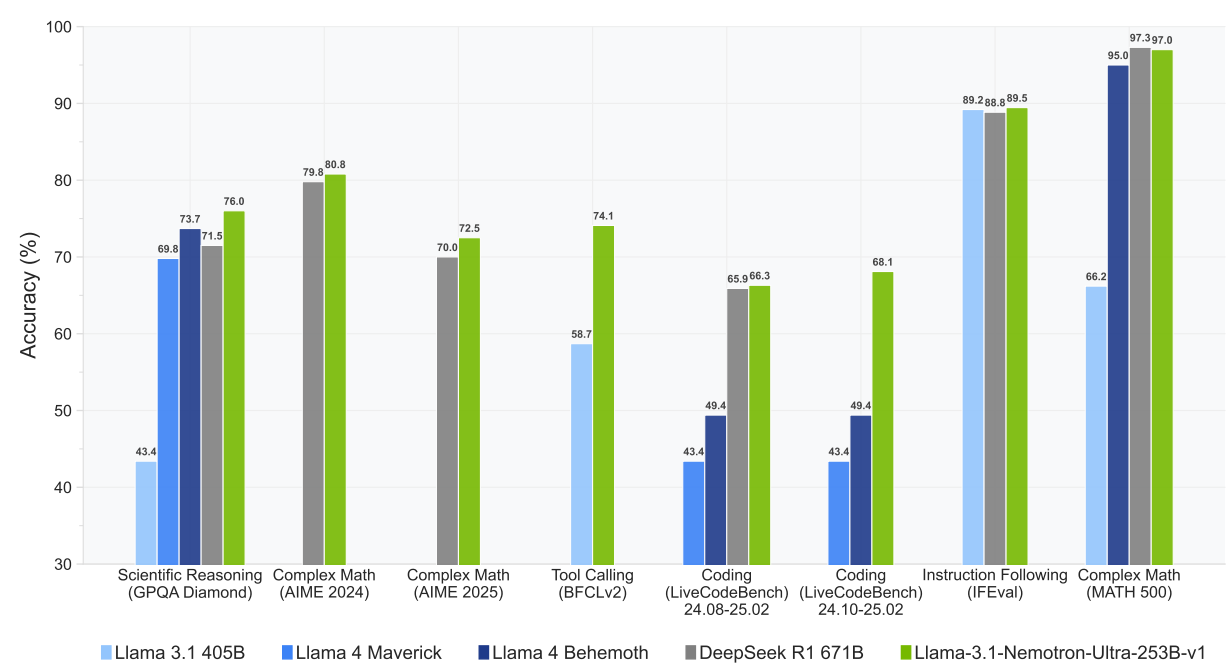 100
90
80
70
60
50
40
30
Accuracy (%)
43.4
69.8
73.7
71.5
76.0
79.8
80.8
70.0
72.5
58.7
74.1
43.4
49.4
65.9
66.3
43.4
49.4
68.1
89.2
88.8
89.5
66.2
95.0
97.3
97.0
Scientific Reasoning
(GPQA Diamond)
Complex Math
(AIME 2024)
Complex Math
(AIME 2025)
Tool Calling
(BFCLv2)
Coding
(LiveCodeBench)
24.08-25.02
Coding
(LiveCodeBench)
24.10-25.02
Instruction Following
(IFEval)
Complex Math
(MATH 500)
Llama 3.1 405B
Llama 4 Maverick
Llama 4 Behemoth
DeepSeek R1 671B
Llama-3.1-Nemotron-Ultra-253B-v1